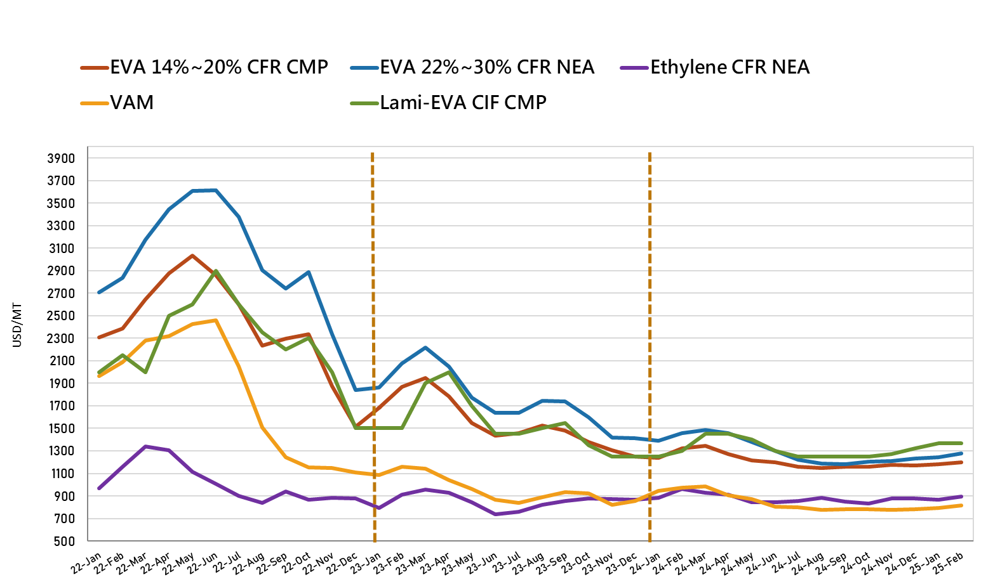 EVA 14%~20% CFR CMP
EVA 22%~30% CFR NEA
Ethylene CFR NEA
VAM
Lami-EVA CIF CMP
USD/MT
3900
3700
3500
3300
3100
2900
2700
2500
2300
2100
1900
1700
1500
1300
1100
900
700
500
22-Jan
22-Feb
22-Mar
22-Apr
22-May
22-Jun
22-Jul
22-Aug
22-Sep
22-Oct
22-Nov
22-Dec
23-Jan
23-Feb
23-Mar
23-Apr
23-May
23-Jun
23-Jul
23-Aug
23-Sep
23-Oct
23-Nov
23-Dec
24-Jan
24-Feb
24-Mar
24-Apr
24-May
24-Jun
24-Jul
24-Aug
24-Sep
24-Oct
24-Nov
24-Dec
25-Jan
25-Feb